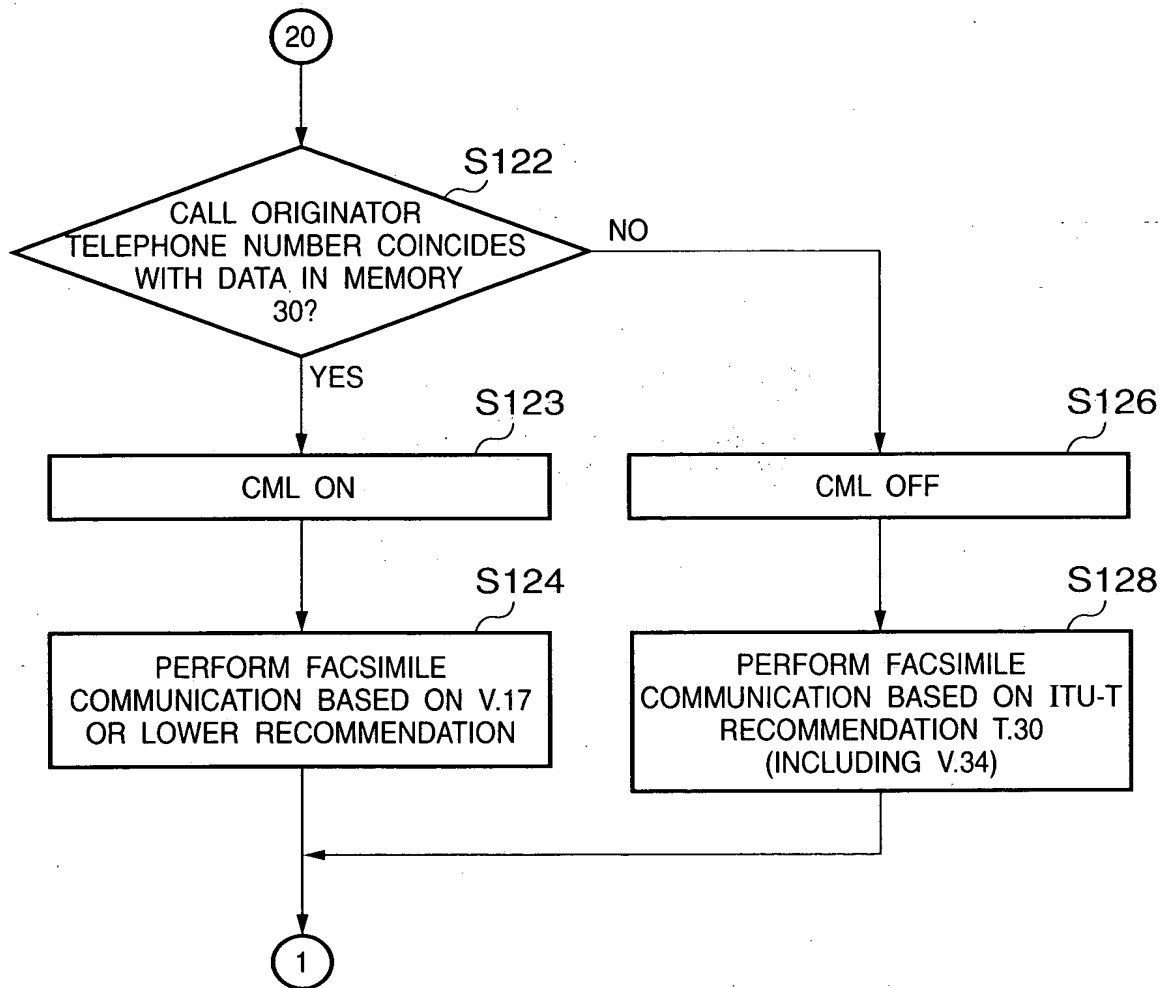 20
S122
CALL ORIGINATOR
TELEPHONE NUMBER COINCIDES
WITH DATA IN MEMORY
30?
NO
YES
S123
CML ON
S126
CML OFF
S124
PERFORM FACSIMILE
COMMUNICATION BASED ON V.17
OR LOWER RECOMMENDATION
S128
PERFORM FACSIMILE
COMMUNICATION BASED ON ITU-T
RECOMMENDATION T.30
(INCLUDING V.34)
1